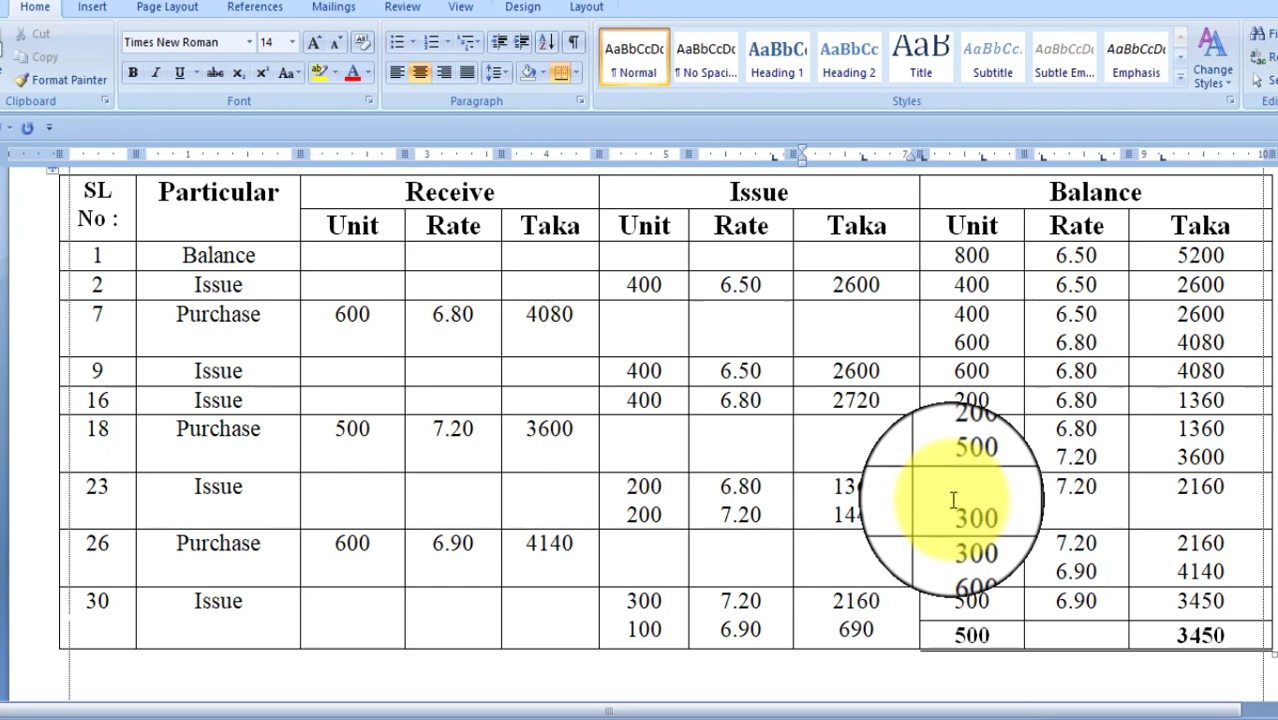 Home Insert Page Layout References Mailings Review View Design Layout
Cut
Copy
Format Painter
Clipboard
Times New Roman 14
Font
Paragraph
AaBbCcDc AaBbCcDc AaBbC AaBbCc AaB AaBbCc. AaBbCcDc AaBbCcDc
¶ Normal ¶ No Spaci... Heading 1 Heading 2 Title Subtitle Subtle Em... Emphasis
Change Styles
Styles
SL No : Particular Receive Issue Balance
Unit Rate Taka Unit Rate Taka Unit Rate Taka
1 Balance 800 6.50 5200
2 Issue 400 6.50 2600 400 6.50 2600
7 Purchase 600 6.80 4080 400 6.50 2600
600 6.80 4080
9 Issue 400 6.50 2600 600 6.80 4080
16 Issue 400 6.80 2720 200 6.80 1360
18 Purchase 500 7.20 3600 200 6.80 1360
500 7.20 3600
23 Issue 200 6.80 300 7.20 2160
200 7.20
26 Purchase 600 6.90 4140 300 7.20 2160
600 6.90 4140
30 Issue 300 7.20 2160 500 6.90 3450
100 6.90 690 500 3450